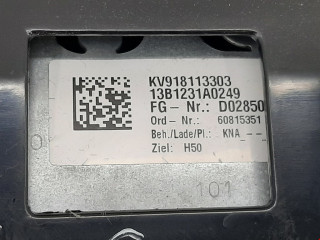 KV918113303
13B1231A0249
FG- Nr.: D02850
Ord- Nr.: 60815351
Beh./Lade/Pl.: KNA_-_
Ziel: H50
101